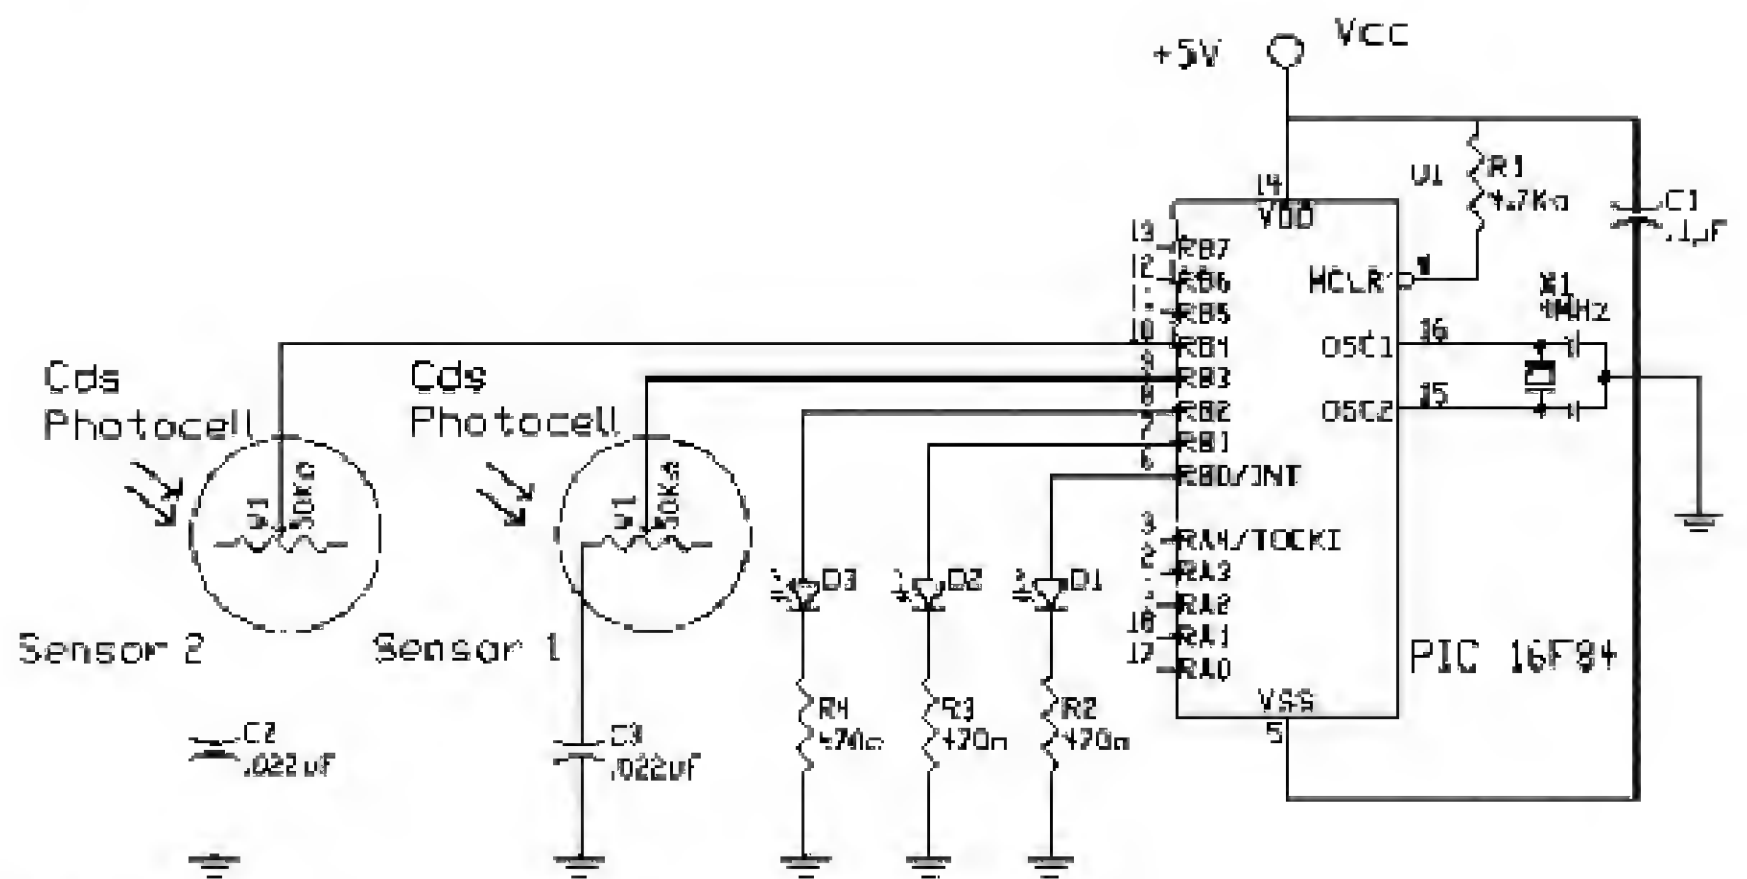 +5V
Vcc
14
VDD
U1
R1
4.7KΩ
C1
.1µF
13
RB7
12
RB6
RB5
10
RB4
9
RB3
8
RB2
7
RB1
6
RB0/INT
3
RA4/TOCKI
2
RA3
RA2
18
RA1
17
RA0
MCLR
4
X1
4MHz
OSC1
16
OSC2
15
VSS
5
PIC 16F84
Cds
Photocell
50KΩ
Sensor 2
C2
.022uF
Cds
Photocell
50KΩ
Sensor 1
C3
.022uF
D3
D2
D1
R4
470Ω
R3
470Ω
R2
470Ω